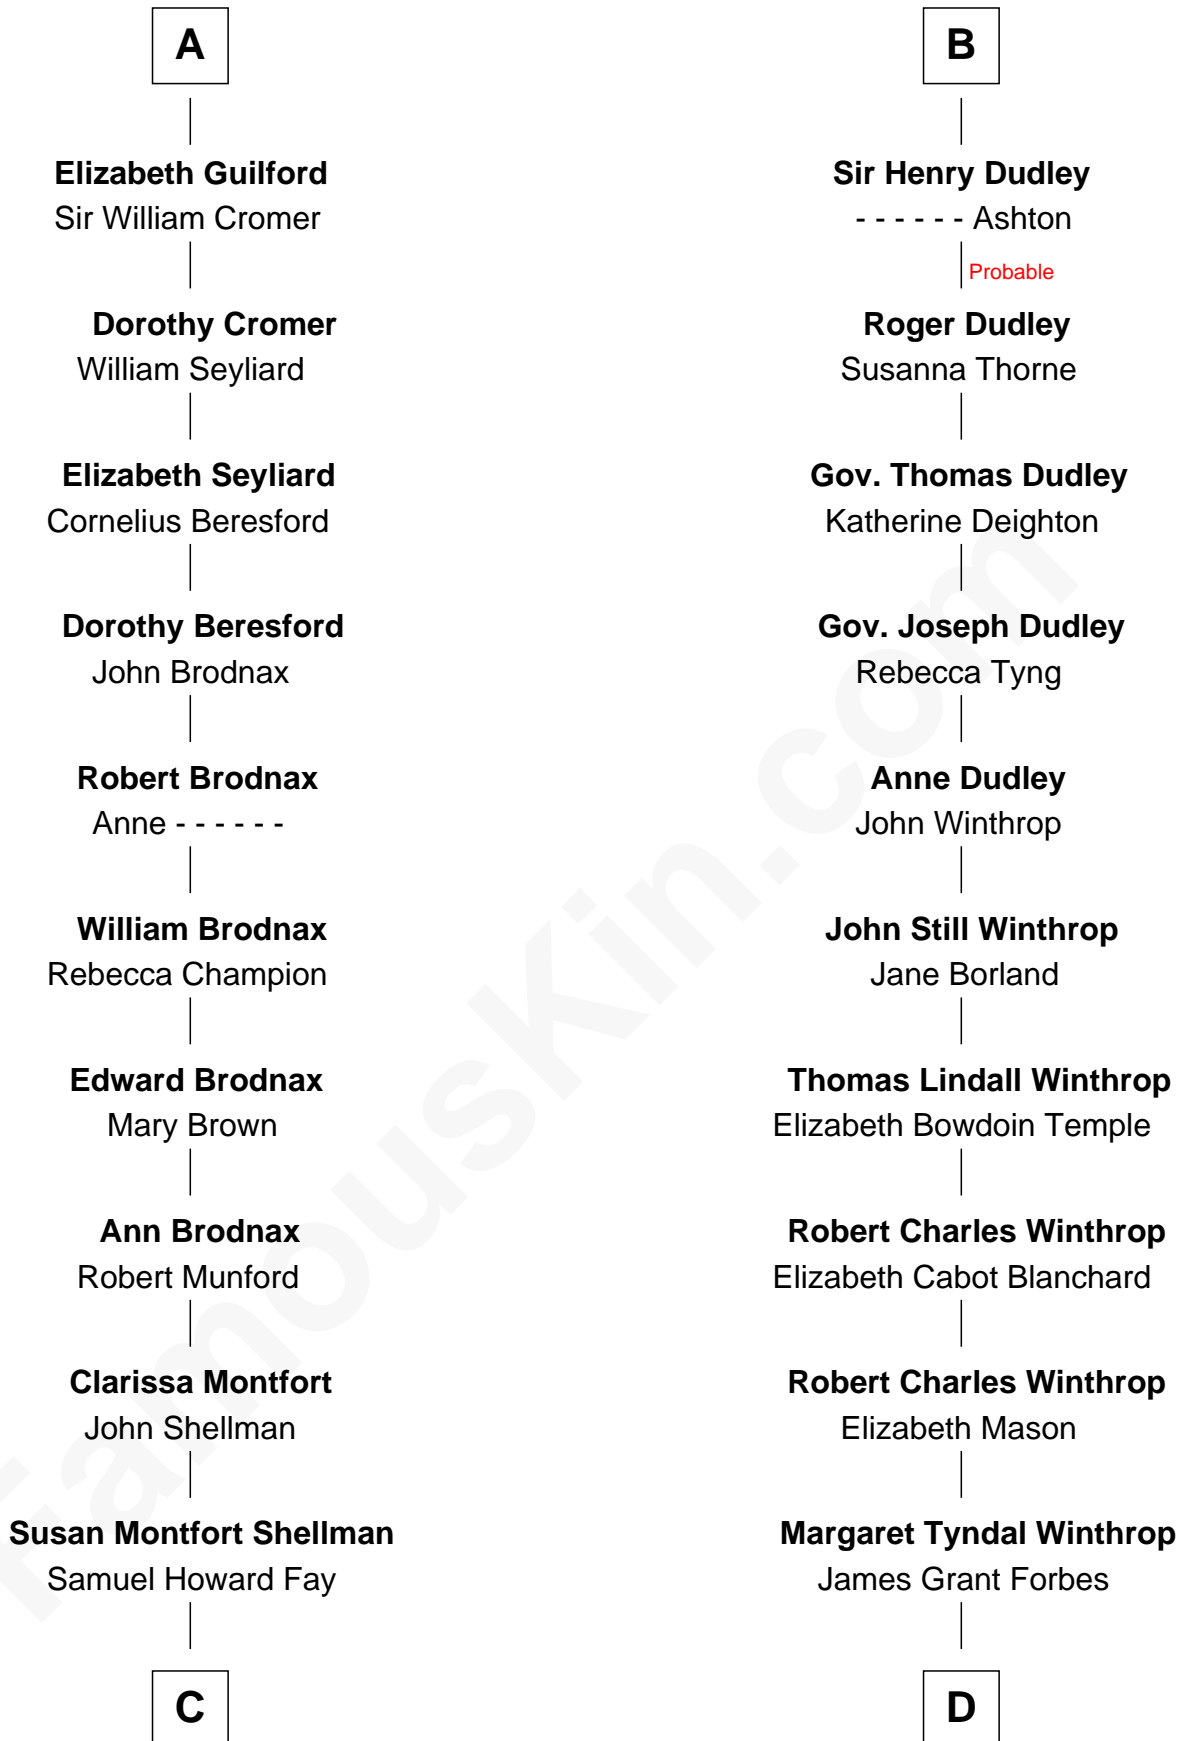 A
Elizabeth Guilford
Sir William Cromer
Dorothy Cromer
William Seyliard
Elizabeth Seyliard
Cornelius Beresford
Dorothy Beresford
John Brodnax
Robert Brodnax
Anne - - - - - -
William Brodnax
Rebecca Champion
Edward Brodnax
Mary Brown
Ann Brodnax
Robert Munford
Clarissa Montfort
John Shellman
Susan Montfort Shellman
Samuel Howard Fay
C
B
Sir Henry Dudley
- - - - - - Ashton
Probable
Roger Dudley
Susanna Thorne
Gov. Thomas Dudley
Katherine Deighton
Gov. Joseph Dudley
Rebecca Tyng
Anne Dudley
John Winthrop
John Still Winthrop
Jane Borland
Thomas Lindall Winthrop
Elizabeth Bowdoin Temple
Robert Charles Winthrop
Elizabeth Cabot Blanchard
Robert Charles Winthrop
Elizabeth Mason
Margaret Tyndal Winthrop
James Grant Forbes
D
FamousKin.com